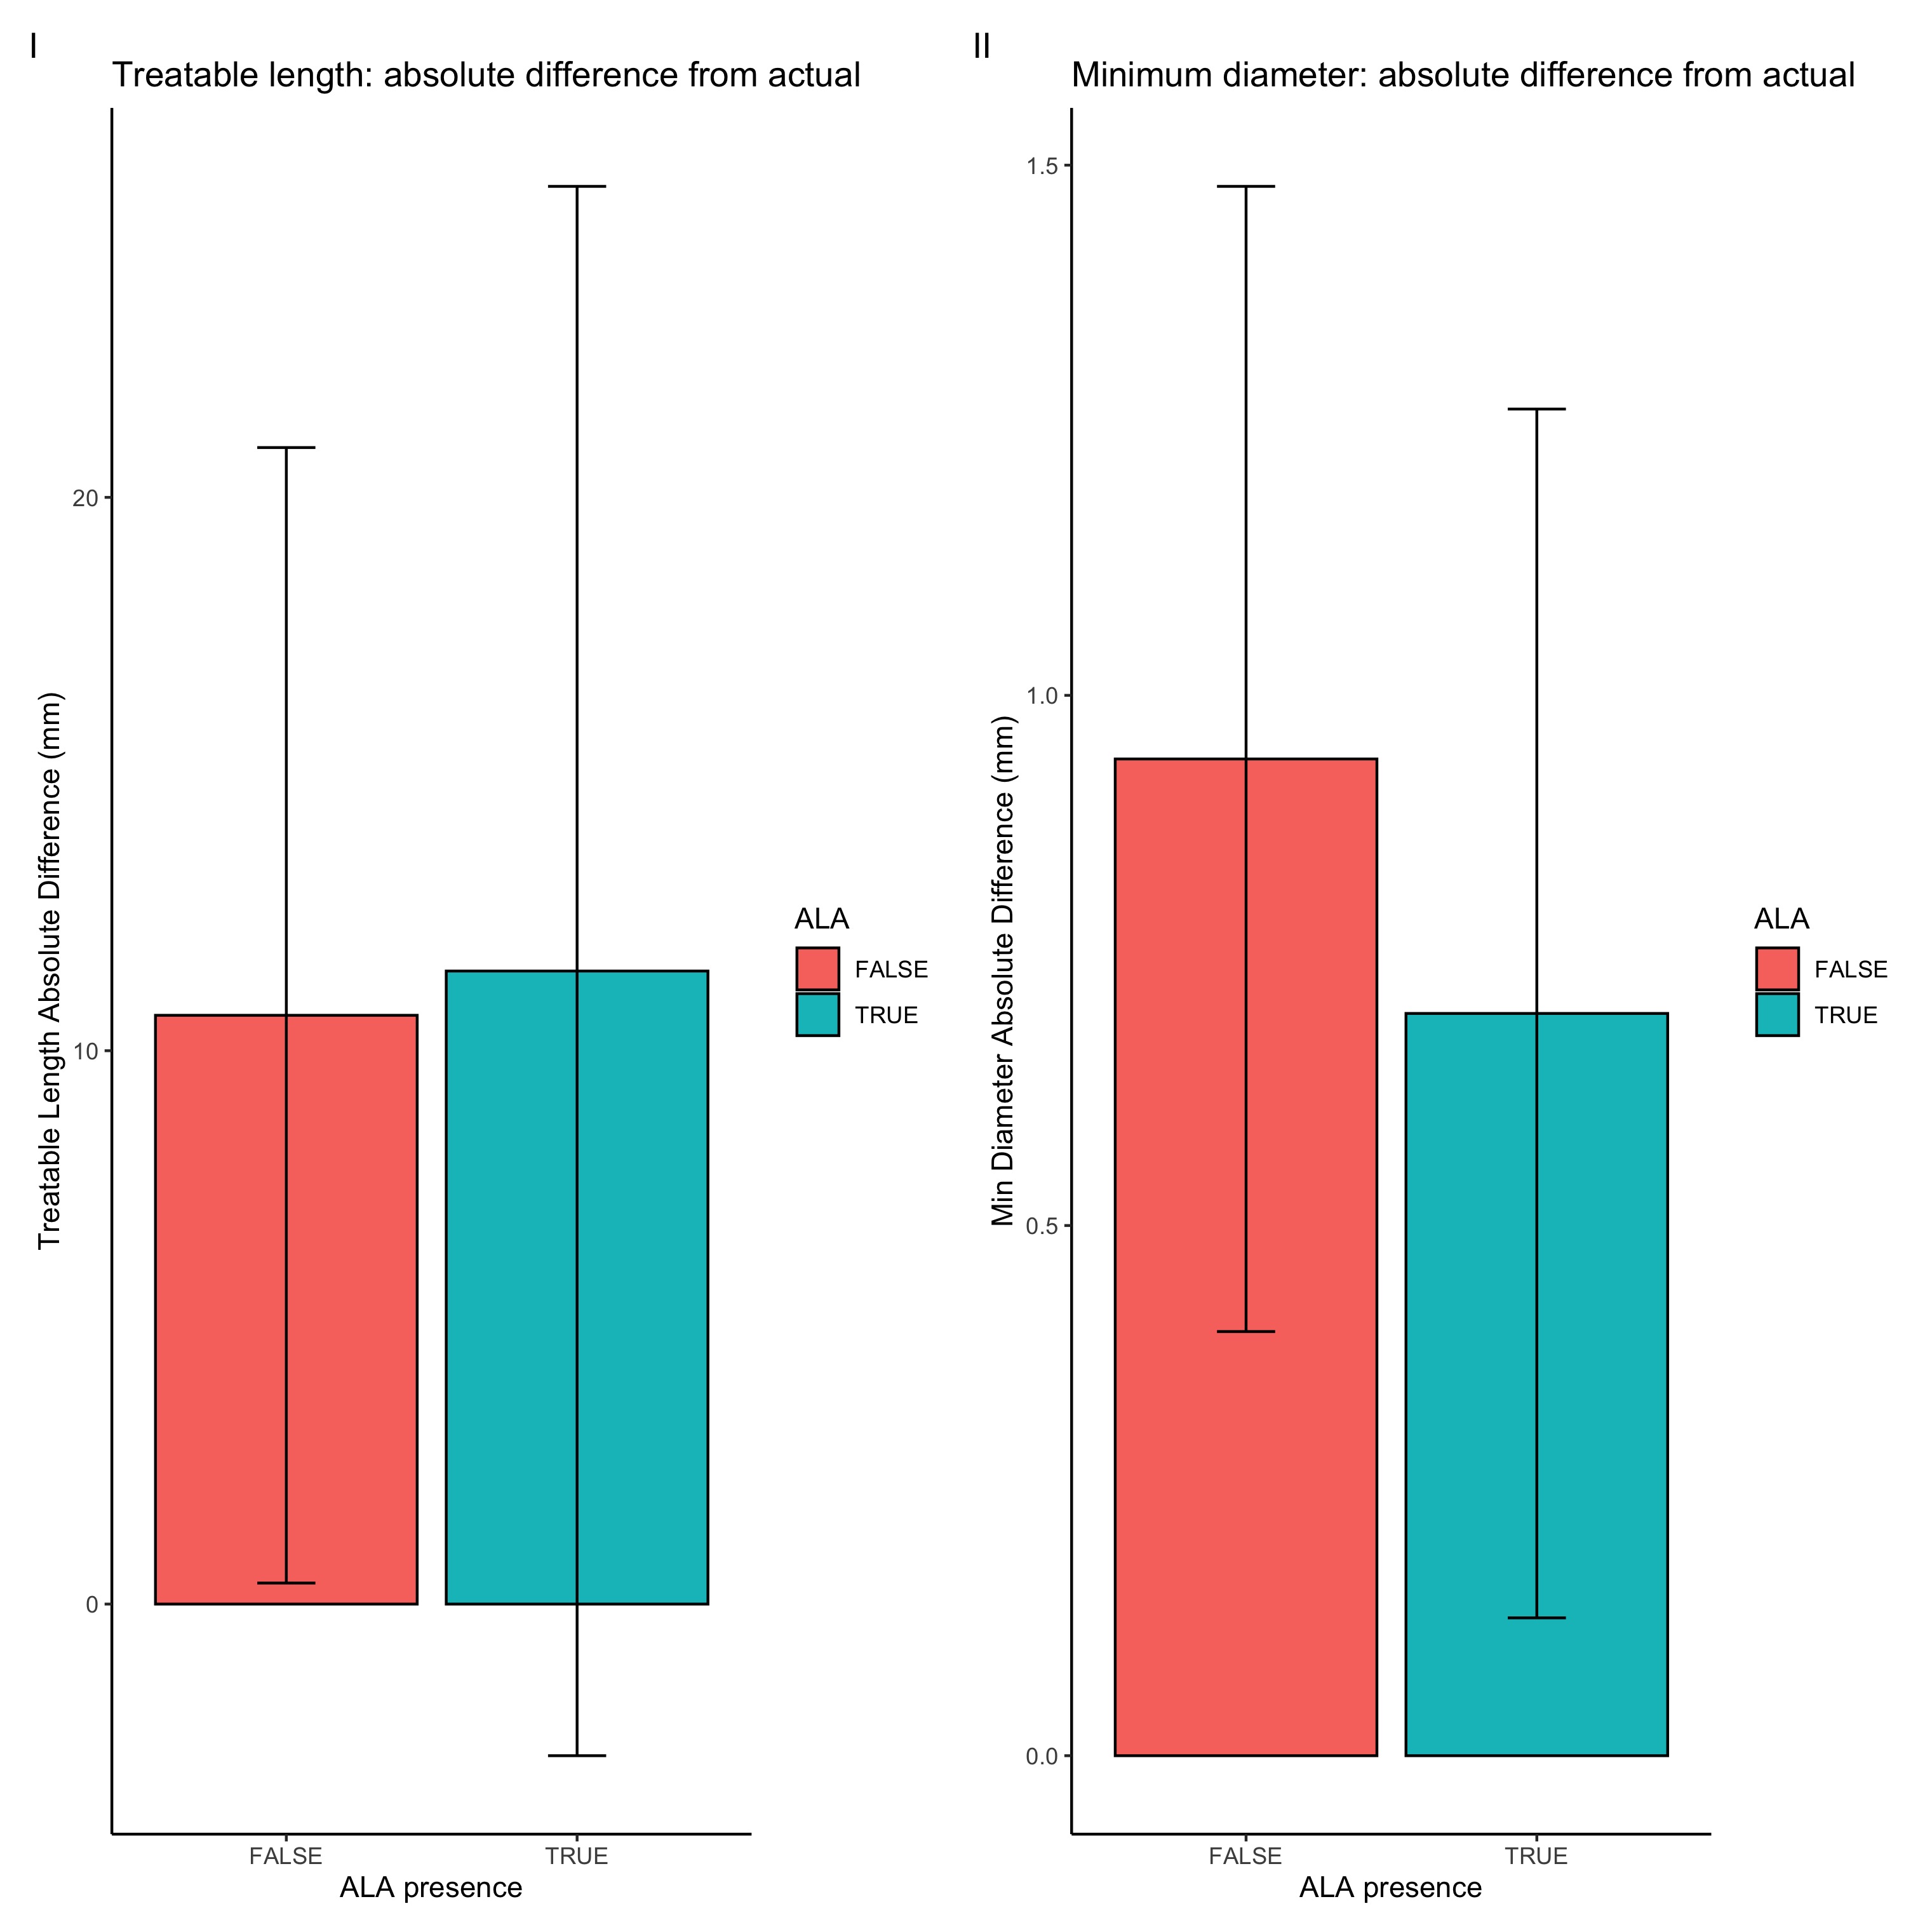 I
Treatable length: absolute difference from actual
Treatable Length Absolute Difference (mm)
20
10
0
FALSE
TRUE
ALA presence
ALA
FALSE
TRUE
II
Minimum diameter: absolute difference from actual
Min Diameter Absolute Difference (mm)
1.5
1.0
0.5
0.0
FALSE
TRUE
ALA presence
ALA
FALSE
TRUE